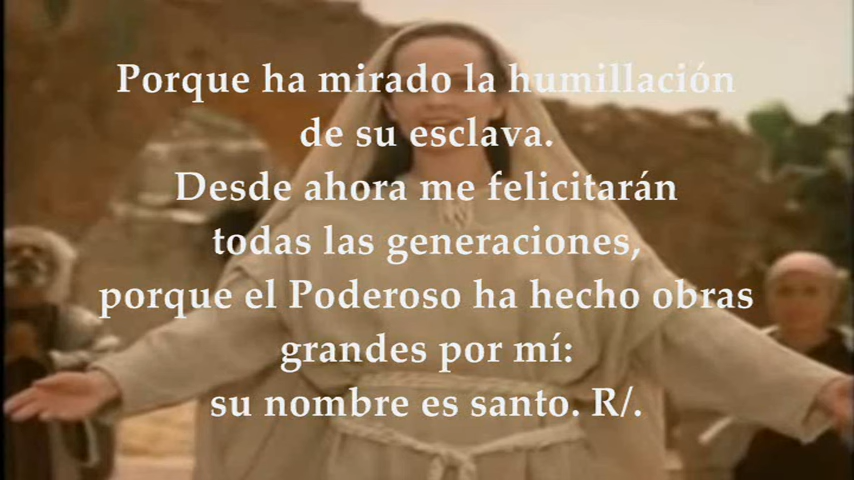 Porque ha mirado la humillación
de su esclava.
Desde ahora me felicitarán
todas las generaciones,
porque el Poderoso ha hecho obras
grandes por mí:
su nombre es santo. R/.